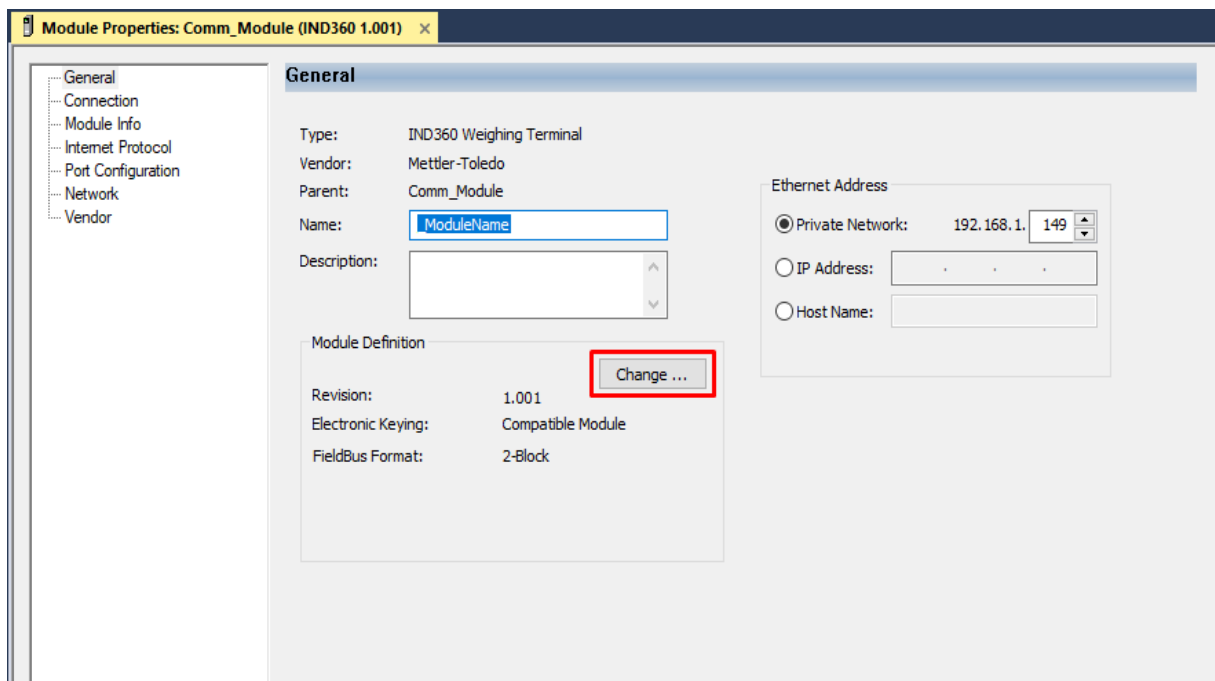 Module Properties: Comm_Module (IND360 1.001) ×
General
Connection
Module Info
Internet Protocol
Port Configuration
Network
Vendor
General
Type: IND360 Weighing Terminal
Vendor: Mettler-Toledo
Parent: Comm_Module
Name: _ModuleName
Description:
Module Definition
Change ...
Revision: 1.001
Electronic Keying: Compatible Module
FieldBus Format: 2-Block
Ethernet Address
Private Network: 192.168.1. 149
IP Address: . . .
Host Name: